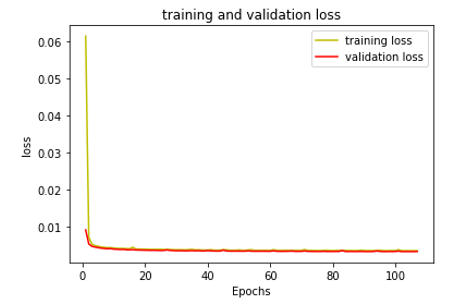 training and validation loss
training loss
validation loss
loss
0.06
0.05
0.04
0.03
0.02
0.01
0
20
40
60
80
100
Epochs